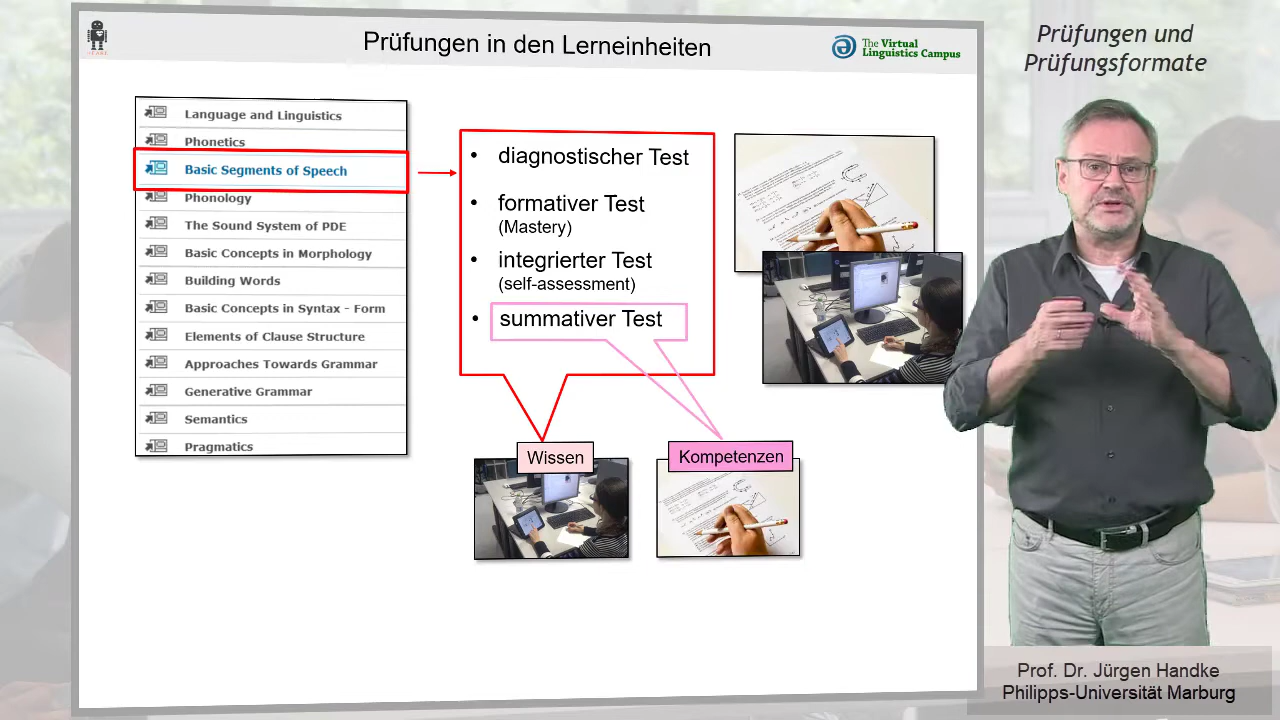 Prüfungen in den Lerneinheiten
The Virtual
Linguistics Campus
Prüfungen und
Prüfungsformate
Language and Linguistics
Phonetics
Basic Segments of Speech
Phonology
The Sound System of PDE
Basic Concepts in Morphology
Building Words
Basic Concepts in Syntax - Form
Elements of Clause Structure
Approaches Towards Grammar
Generative Grammar
Semantics
Pragmatics
• diagnostischer Test
• formativer Test
(Mastery)
• integrierter Test
(self-assessment)
• summativer Test
Wissen
Kompetenzen
Prof. Dr. Jürgen Handke
Philipps-Universität Marburg